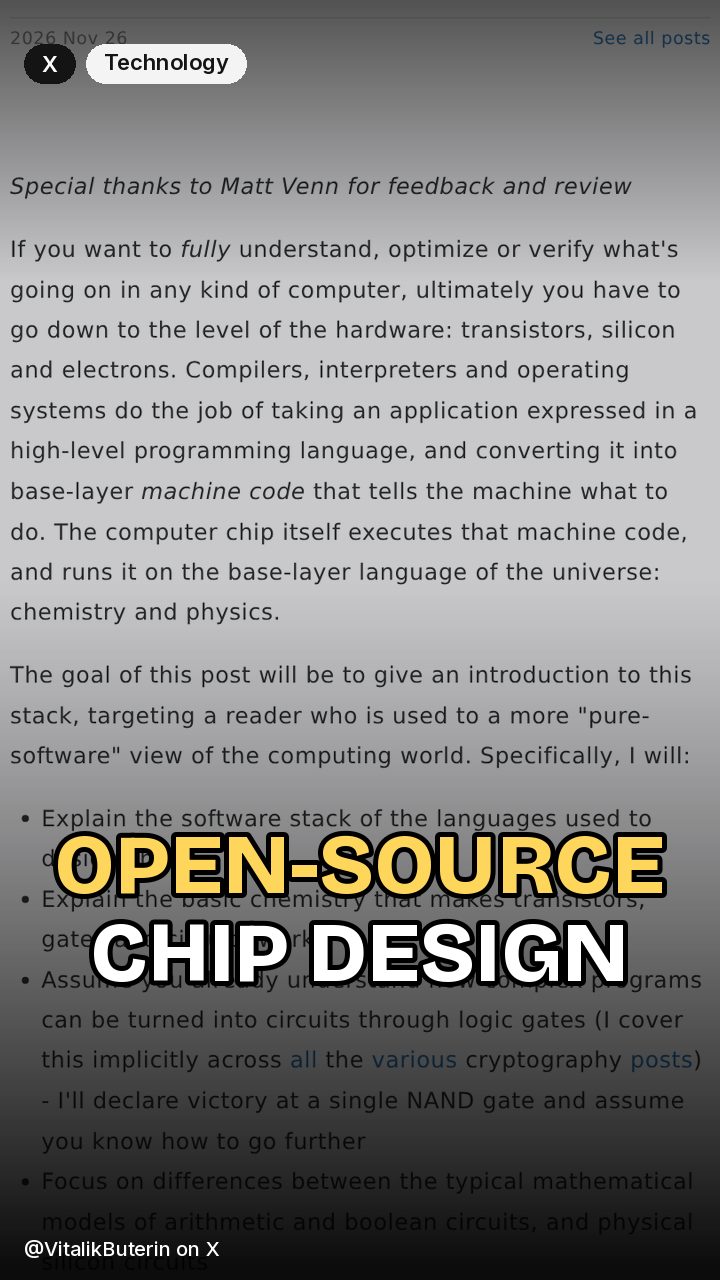 2026 Nov 26 See all posts
X Technology
Special thanks to Matt Venn for feedback and review
If you want to fully understand, optimize or verify what's
going on in any kind of computer, ultimately you have to
go down to the level of the hardware: transistors, silicon
and electrons. Compilers, interpreters and operating
systems do the job of taking an application expressed in a
high-level programming language, and converting it into
base-layer machine code that tells the machine what to
do. The computer chip itself executes that machine code,
and runs it on the base-layer language of the universe:
chemistry and physics.
The goal of this post will be to give an introduction to this
stack, targeting a reader who is used to a more "pure-
software" view of the computing world. Specifically, I will:
• Explain the software stack of the languages used to
OPEN-SOURCE
• Explain the basic chemistry that makes transistors,
CHIP DESIGN
• Assume you already understand how complex programs
can be turned into circuits through logic gates (I cover
this implicitly across all the various cryptography posts)
- I'll declare victory at a single NAND gate and assume
you know how to go further
• Focus on differences between the typical mathematical
models of arithmetic and boolean circuits, and physical
silicon circuits
@VitalikButerin on X